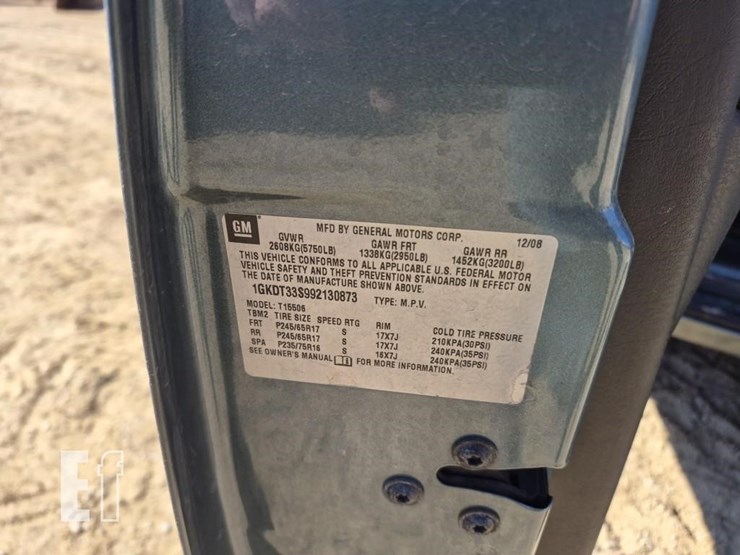 GM
MFD BY GENERAL MOTORS CORP. 12/08
GVWR GAWR FRT GAWR RR
2608KG(5750LB) 1338KG(2950LB) 1452KG(3200LB)
THIS VEHICLE CONFORMS TO ALL APPLICABLE U.S. FEDERAL MOTOR
VEHICLE SAFETY AND THEFT PREVENTION STANDARDS IN EFFECT ON
THE DATE OF MANUFACTURE SHOWN ABOVE.
1GKDT33S992130873 TYPE: M.P.V.
MODEL: T15506
TBM2 TIRE SIZE SPEED RTG RIM COLD TIRE PRESSURE
FRT P245/65R17 S 17X7J 210KPA(30PSI)
RR P245/65R17 S 17X7J 240KPA(35PSI)
SPA P235/75R16 S 16X7J 240KPA(35PSI)
SEE OWNER'S MANUAL FOR MORE INFORMATION.
Ef